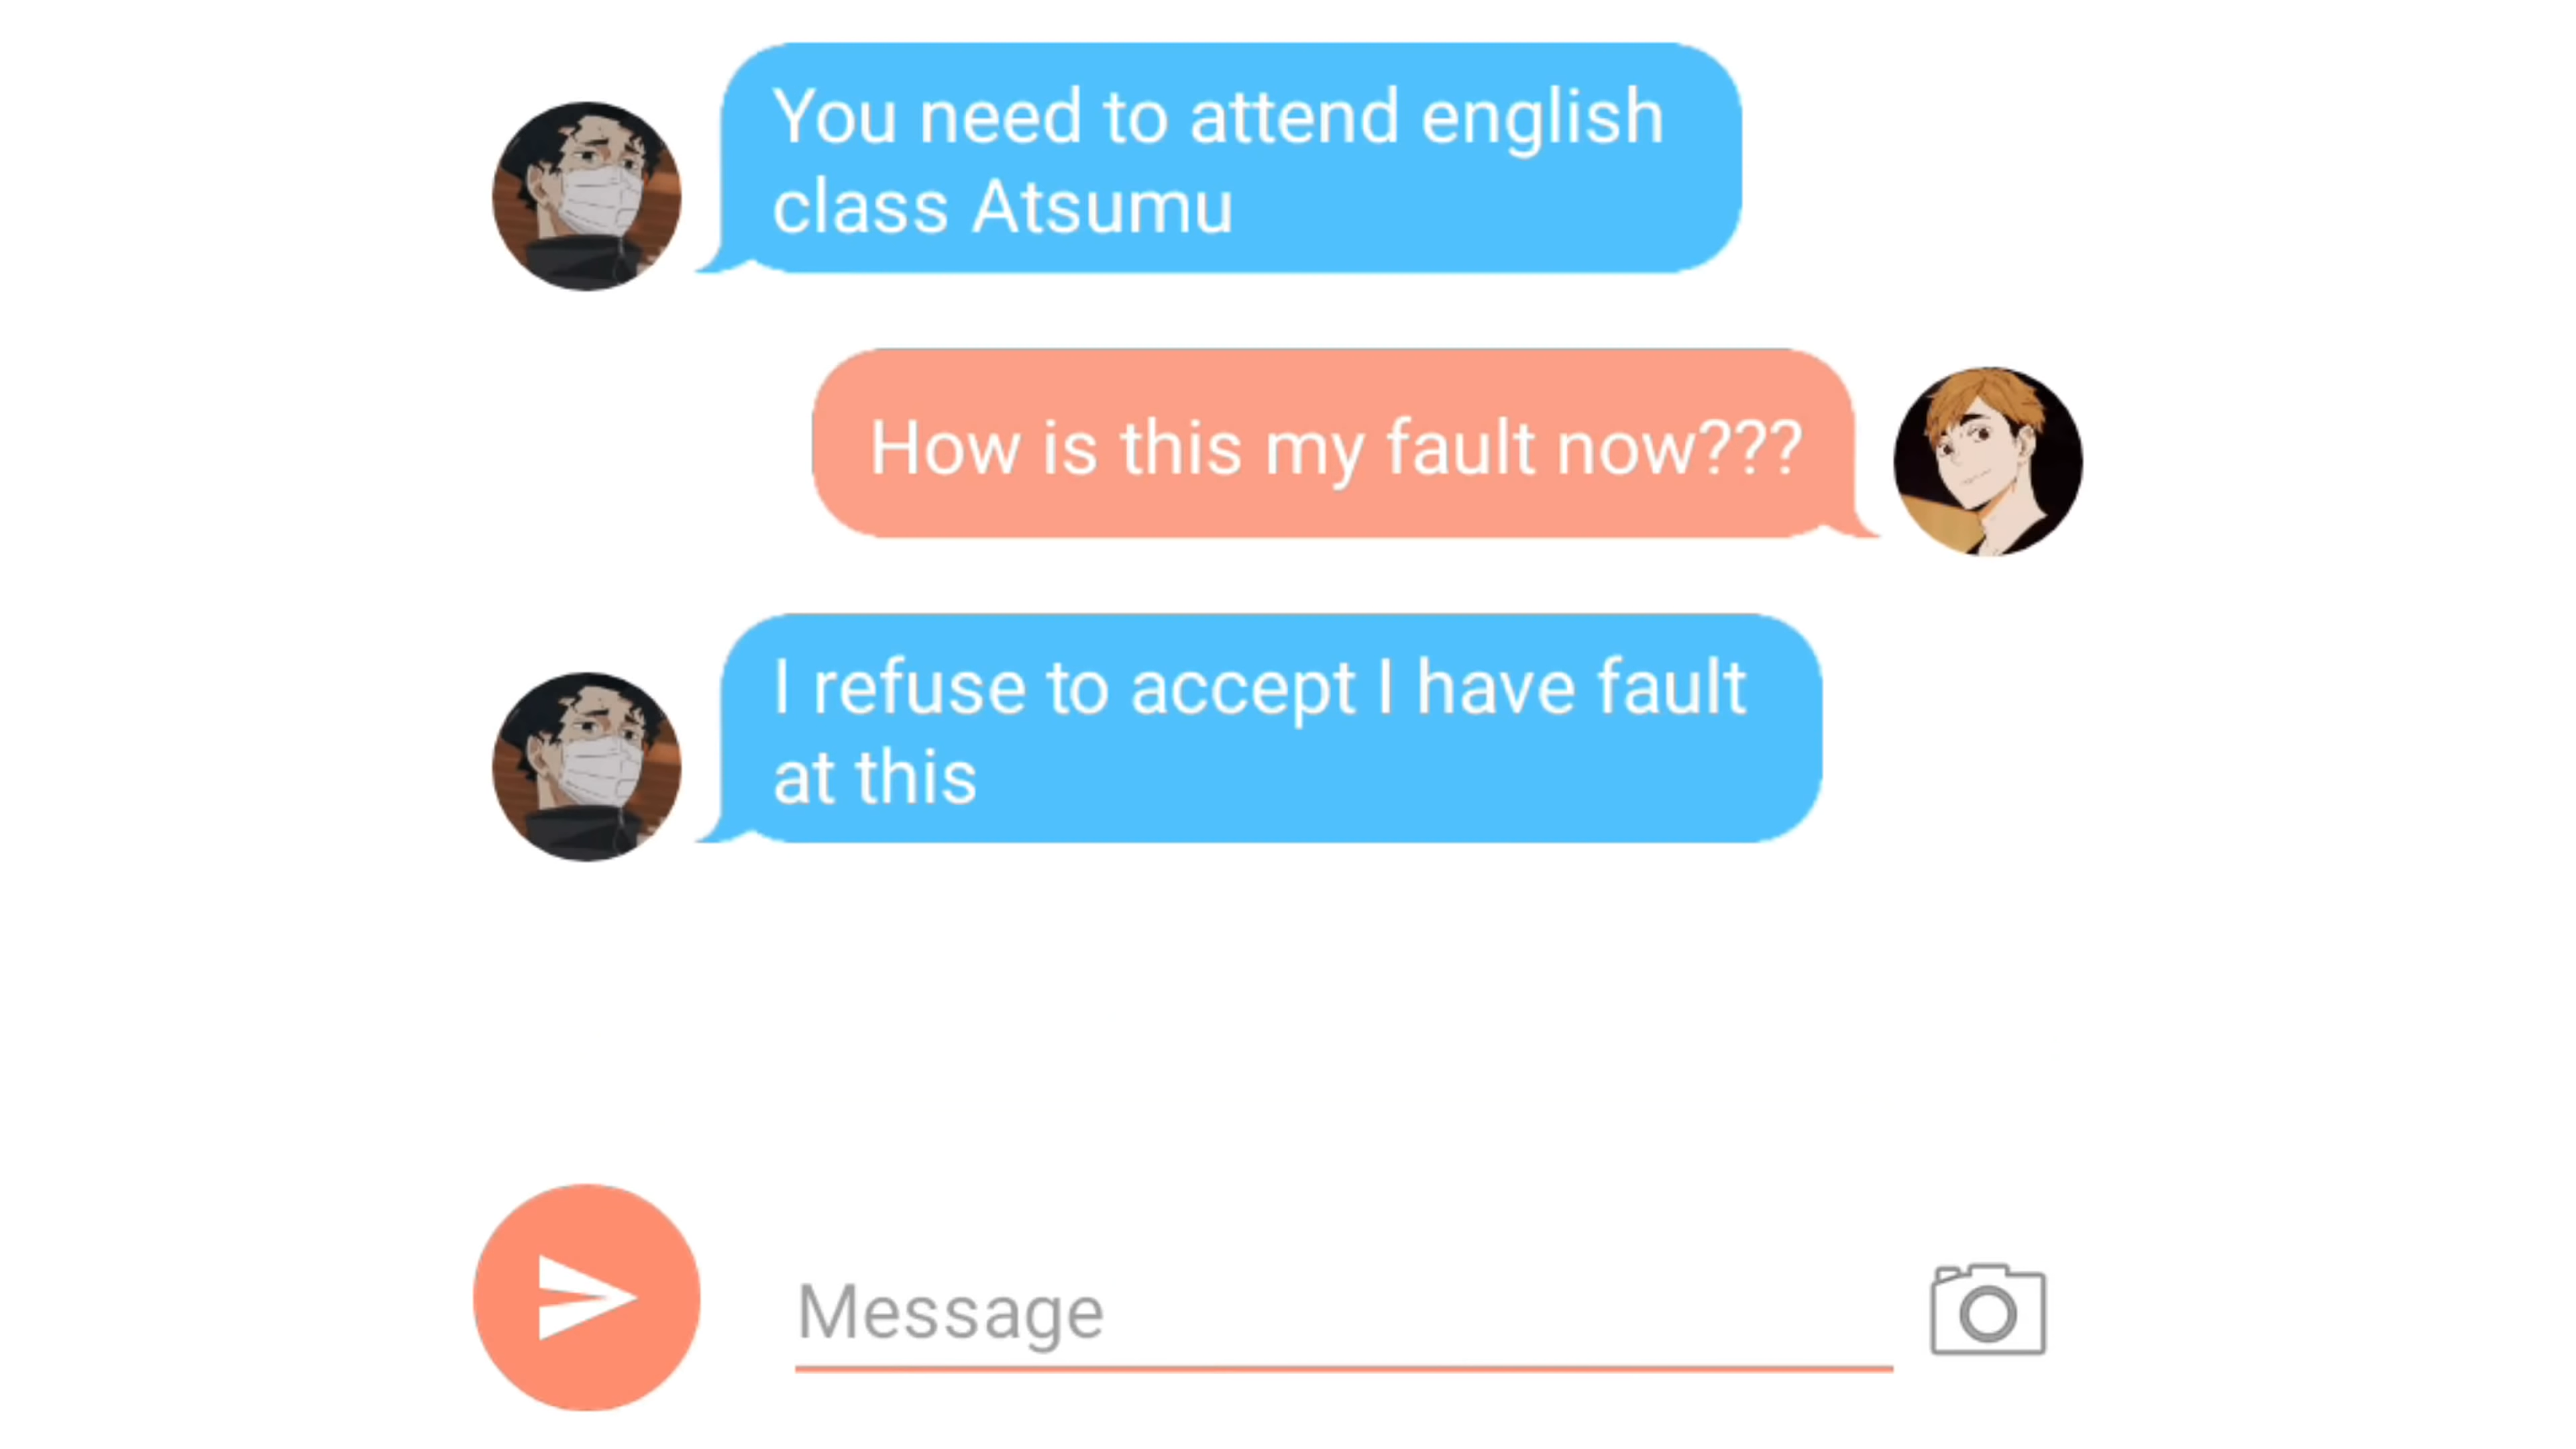 You need to attend english
class Atsumu
How is this my fault now???
I refuse to accept I have fault
at this
Message